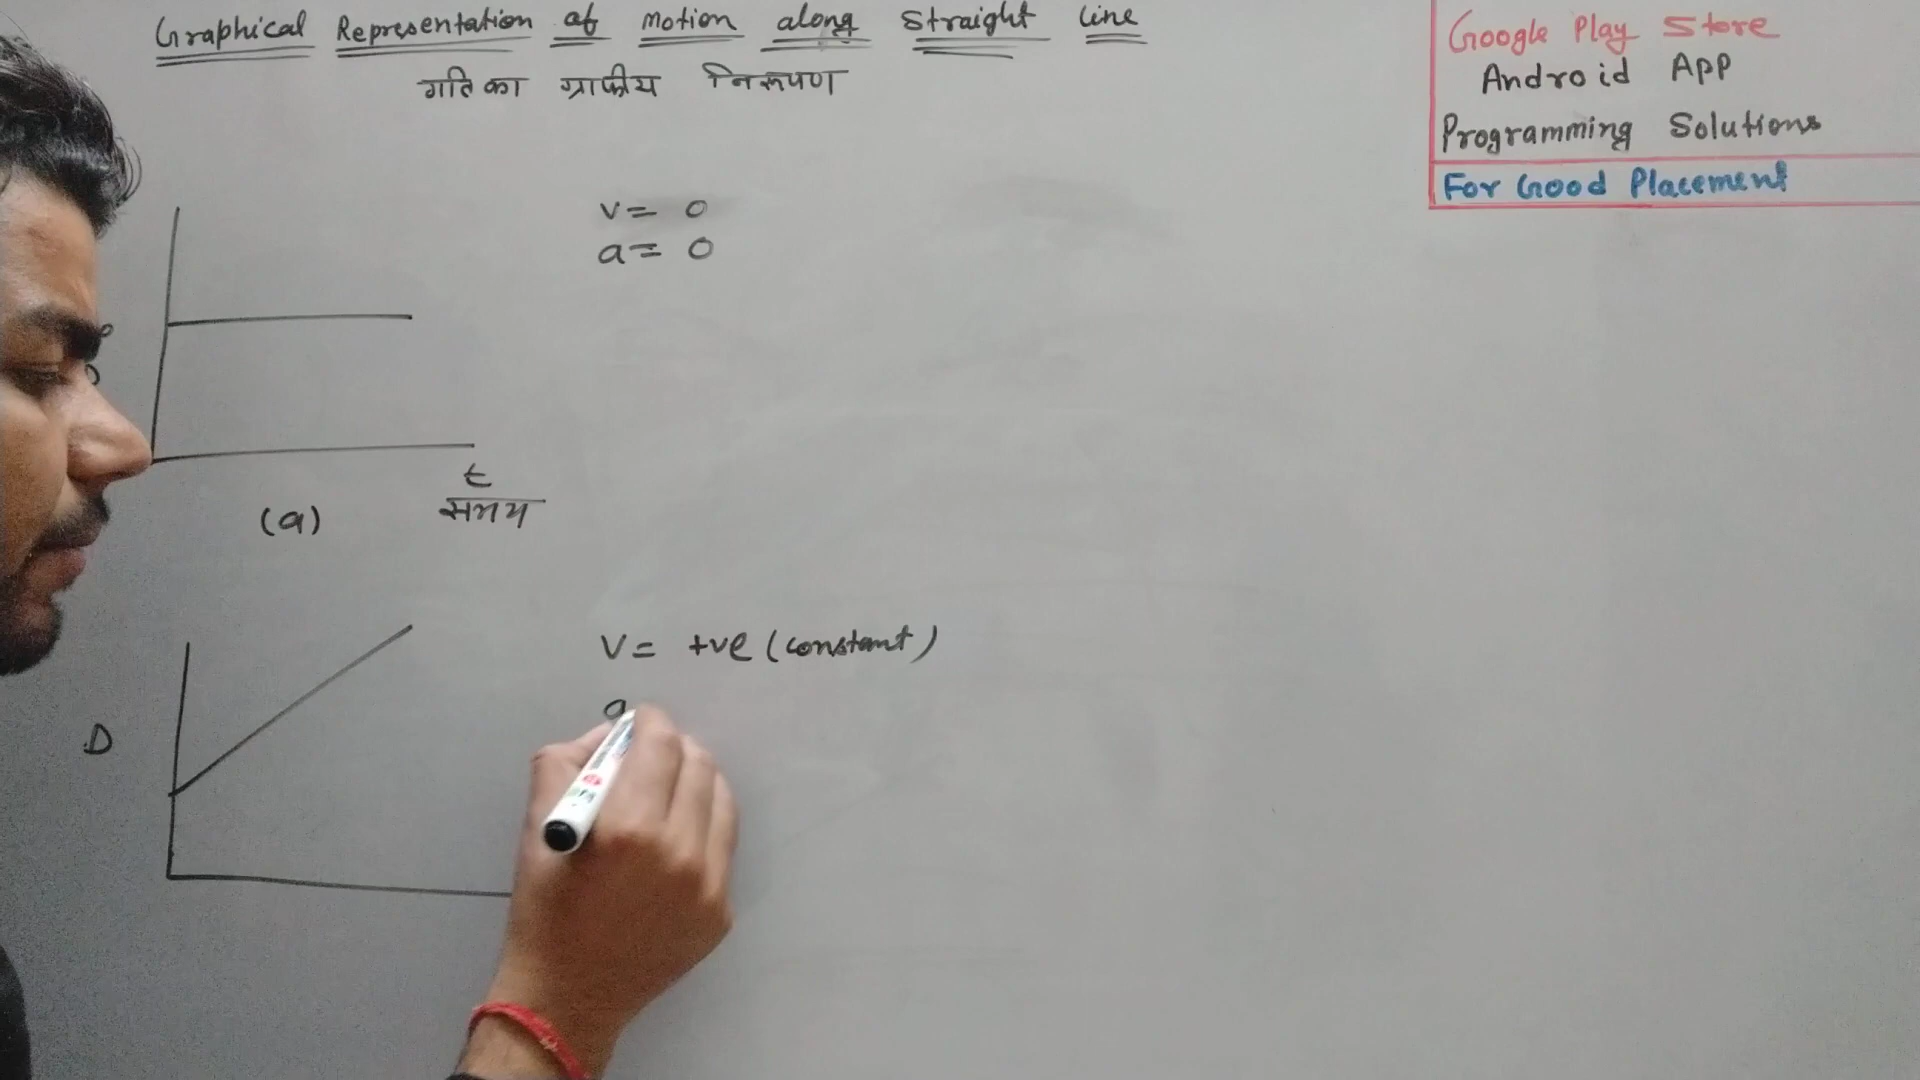 Graphical Representation of motion along Straight line
गति का ग्राफीय निरूपण
Google Play Store
Android APP
Programming Solutions
For Good Placement
v = 0
a = 0
t
समय
(a)
V = +ve (constant)
a
D